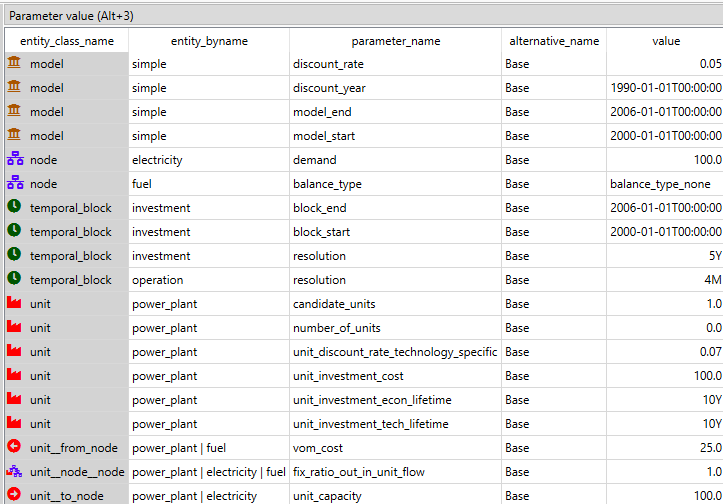 Parameter value (Alt+3)
entity_class_name entity_byname parameter_name alternative_name value
model simple discount_rate Base 0.05
model simple discount_year Base 1990-01-01T00:00:00
model simple model_end Base 2006-01-01T00:00:00
model simple model_start Base 2000-01-01T00:00:00
node electricity demand Base 100.0
node fuel balance_type Base balance_type_none
temporal_block investment block_end Base 2006-01-01T00:00:00
temporal_block investment block_start Base 2000-01-01T00:00:00
temporal_block investment resolution Base 5Y
temporal_block operation resolution Base 4M
unit power_plant candidate_units Base 1.0
unit power_plant number_of_units Base 0.0
unit power_plant unit_discount_rate_technology_specific Base 0.07
unit power_plant unit_investment_cost Base 100.0
unit power_plant unit_investment_econ_lifetime Base 10Y
unit power_plant unit_investment_tech_lifetime Base 10Y
unit__from_node power_plant | fuel vom_cost Base 25.0
unit__node__node power_plant | electricity | fuel fix_ratio_out_in_unit_flow Base 1.0
unit__to_node power_plant | electricity unit_capacity Base 100.0